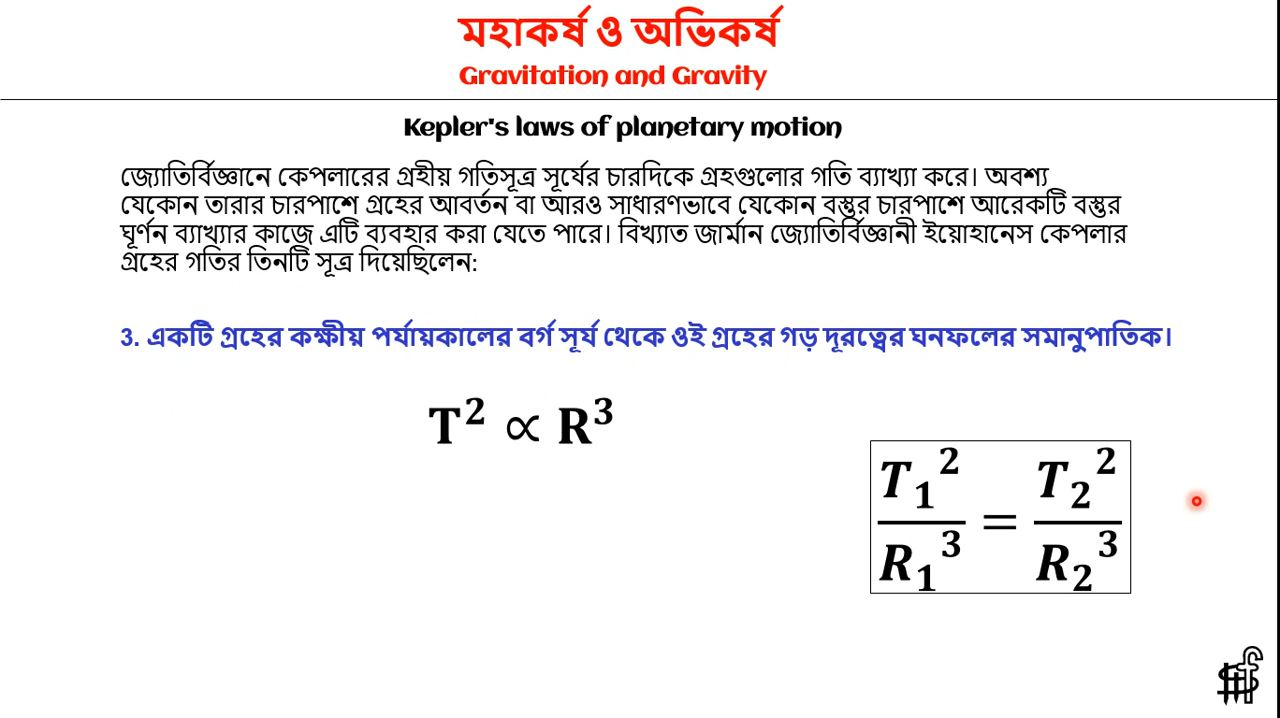 মহাকর্ষ ও অভিকর্ষ
Gravitation and Gravity
Kepler's laws of planetary motion
জ্যোতির্বিজ্ঞানে কেপলারের গ্রহীয় গতিসূত্র সূর্যের চারদিকে গ্রহগুলোর গতি ব্যাখ্যা করে। অবশ্য
যেকোন তারার চারপাশে গ্রহের আবর্তন বা আরও সাধারণভাবে যেকোন বস্তুর চারপাশে আরেকটি বস্তুর
ঘূর্ণন ব্যাখ্যার কাজে এটি ব্যবহার করা যেতে পারে। বিখ্যাত জার্মান জ্যোতির্বিজ্ঞানী ইয়োহানেস কেপলার
গ্রহের গতির তিনটি সূত্র দিয়েছিলেন:
3. একটি গ্রহের কক্ষীয় পর্যায়কালের বর্গ সূর্য থেকে ওই গ্রহের গড় দূরত্বের ঘনফলের সমানুপাতিক।
T² ∝ R³
T₁²/R₁³ = T₂²/R₂³